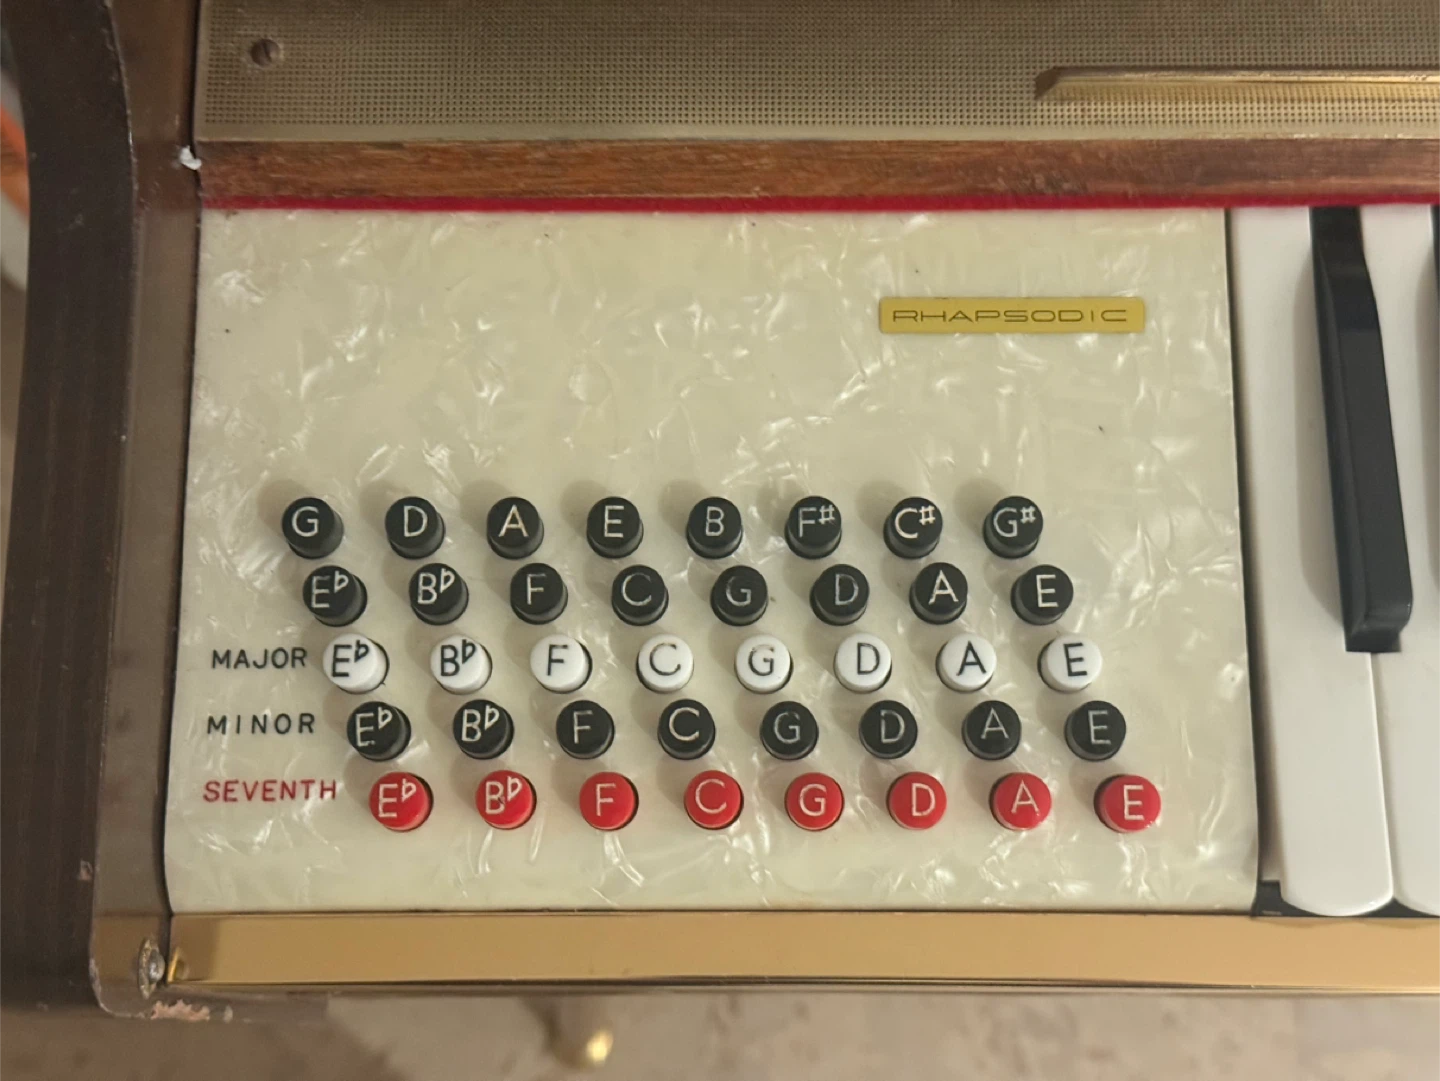 RHAPSODIC
G D A E B F♯ C♯ G♯
E♭ B♭ F C G D A E
MAJOR E♭ B♭ F C G D A E
MINOR E♭ B♭ F C G D A E
SEVENTH E♭ B♭ F C G D A E